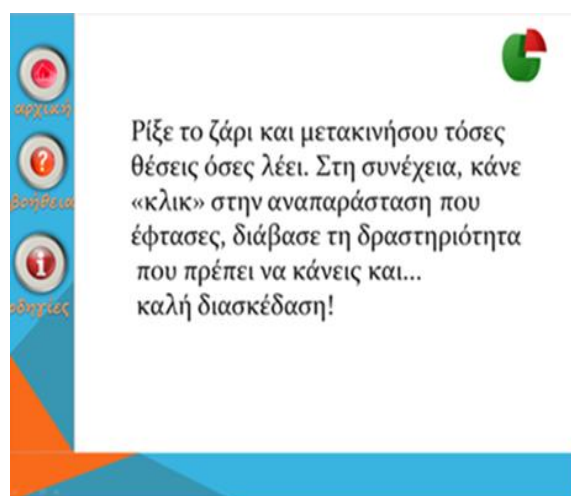 αρχική
βοήθεια
οδηγίες
Ρίξε το ζάρι και μετακινήσου τόσες
θέσεις όσες λέει. Στη συνέχεια, κάνε
«κλικ» στην αναπαράσταση που
έφτασες, διάβασε τη δραστηριότητα
που πρέπει να κάνεις και...
καλή διασκέδαση!